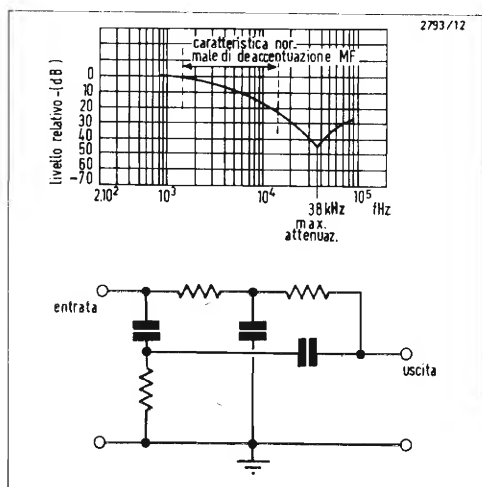 2793/12
caratteristica nor_
male di deaccentuazione MF
livello relativo-(dB)
0
10
20
30
40
50
60
-70
2.10²
10³
10⁴
10⁵
fHz
38kHz
max.
attenuaz.
entrata
uscita